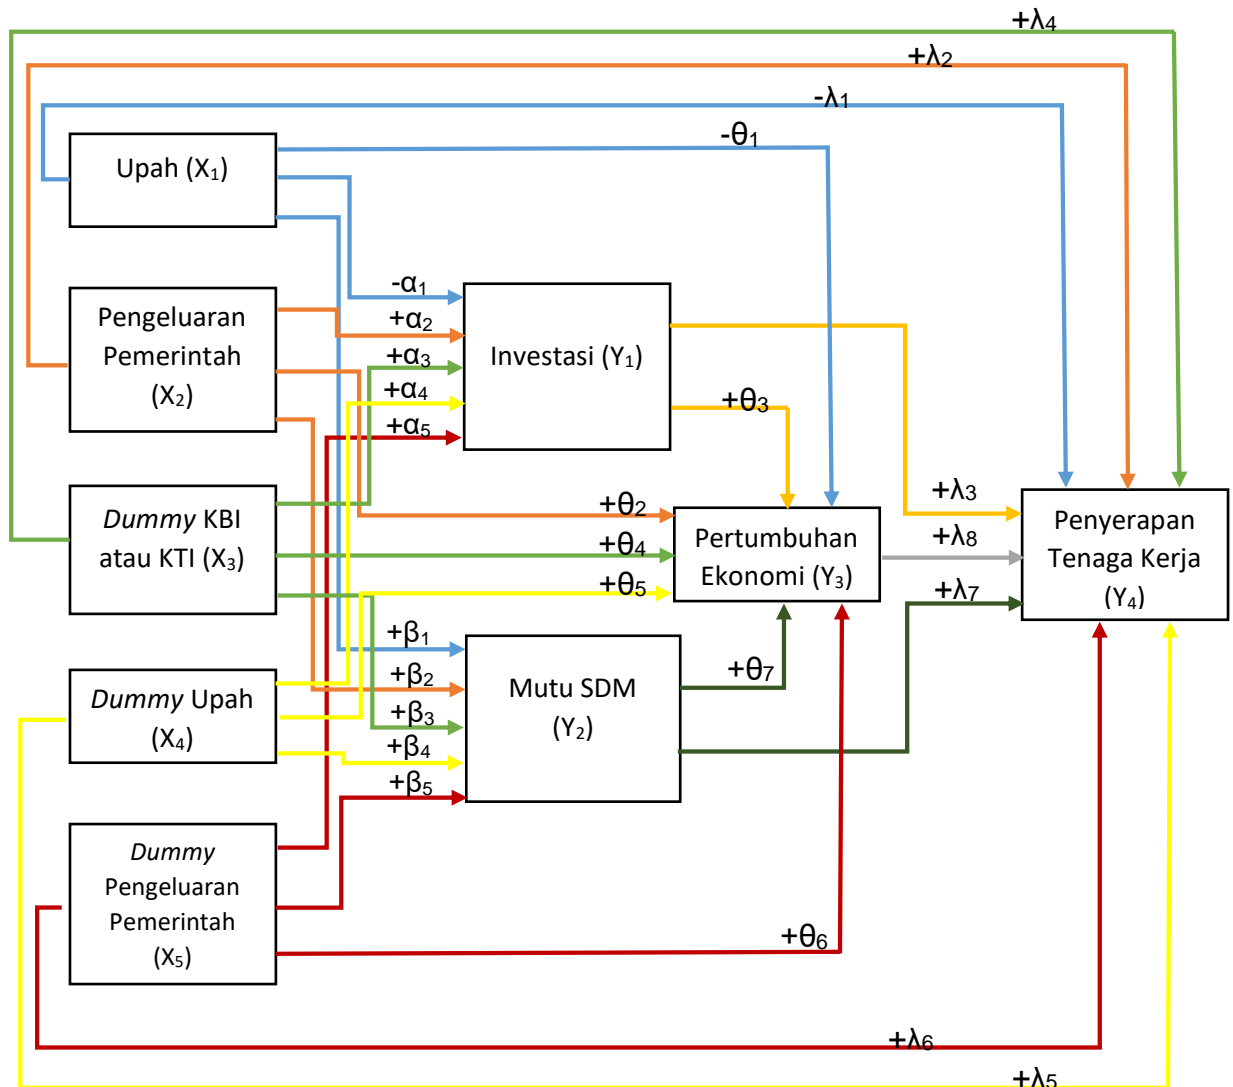 +λ4
+λ2
-λ1
-θ1
Upah (X1)
-α1
Pengeluaran
Pemerintah
(X2)
+α2
+α3
+α4
+α5
Investasi (Y1)
+θ3
Dummy KBI
atau KTI (X3)
+θ2
+θ4
+θ5
Pertumbuhan
Ekonomi (Y3)
+λ3
+λ8
+λ7
Penyerapan
Tenaga Kerja
(Y4)
Dummy Upah
(X4)
+β1
+β2
+β3
+β4
+β5
Mutu SDM
(Y2)
+θ7
Dummy
Pengeluaran
Pemerintah
(X5)
+θ6
+λ6
+λ5